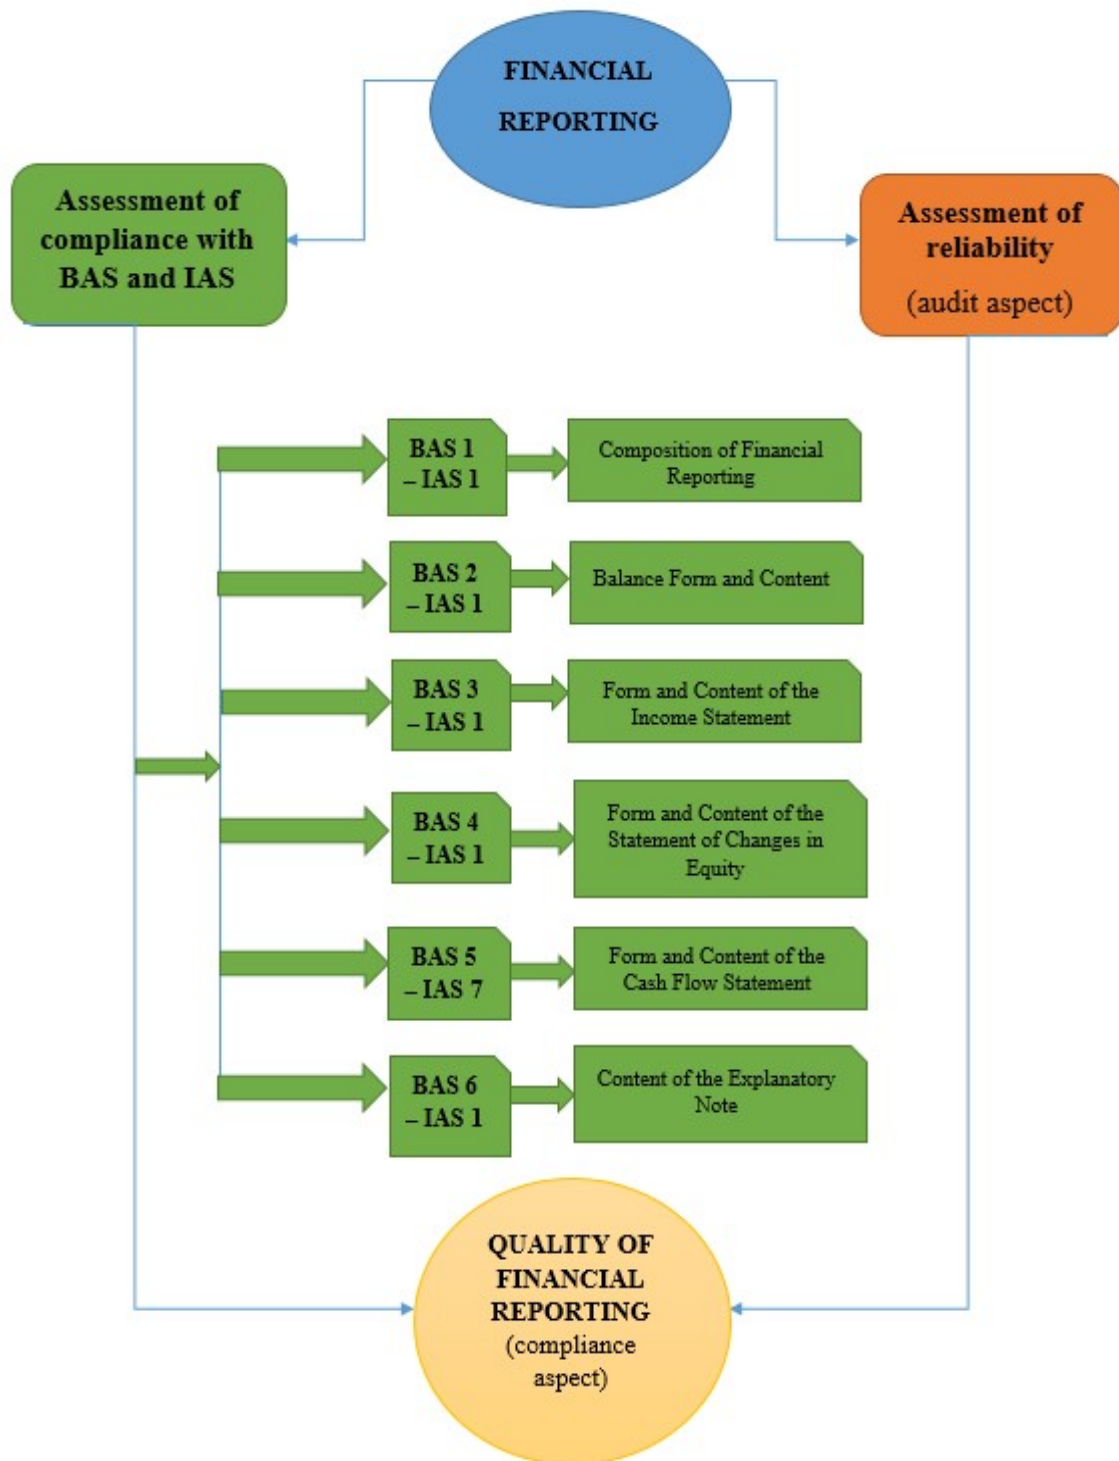 FINANCIAL
REPORTING
Assessment of
compliance with
BAS and IAS
Assessment of
reliability
(audit aspect)
BAS 1
– IAS 1
Composition of Financial
Reporting
BAS 2
– IAS 1
Balance Form and Content
BAS 3
– IAS 1
Form and Content of the
Income Statement
BAS 4
– IAS 1
Form and Content of the
Statement of Changes in
Equity
BAS 5
– IAS 7
Form and Content of the
Cash Flow Statement
BAS 6
– IAS 1
Content of the Explanatory
Note
QUALITY OF
FINANCIAL
REPORTING
(compliance
aspect)